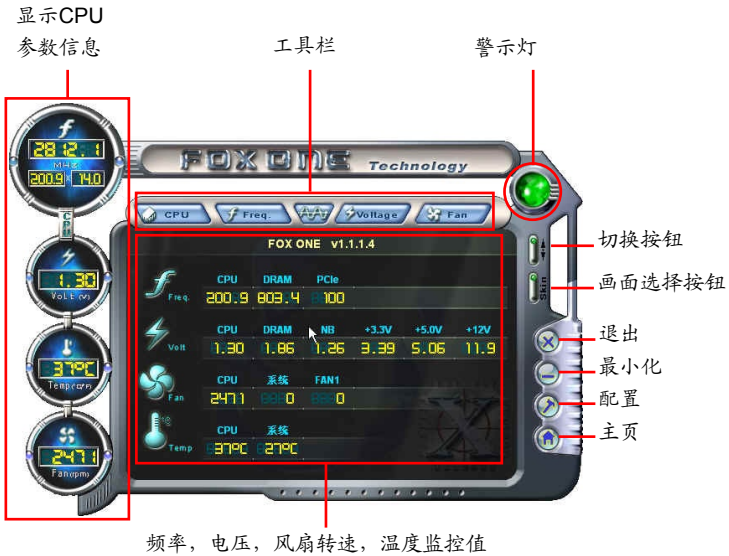 显示CPU
参数信息
工具栏
警示灯
2812.1
MHz
200.9 x 14.0
CPU
1.30
Volt (v)
37°C
Temp(C/F)
2471
Fan(rpm)
FOX ONE Technology
CPU Freq. Voltage Fan
FOX ONE v1.1.1.4
CPU DRAM PCIe
Freq. 200.9 803.4 100
CPU DRAM NB +3.3V +5.0V +12V
Volt 1.30 1.86 1.26 3.39 5.06 11.9
CPU 系统 FAN1
Fan 2471 0 0
CPU 系统
Temp 37°C 27°C
Skin
切换按钮
画面选择按钮
退出
最小化
配置
主页
频率，电压，风扇转速，温度监控值